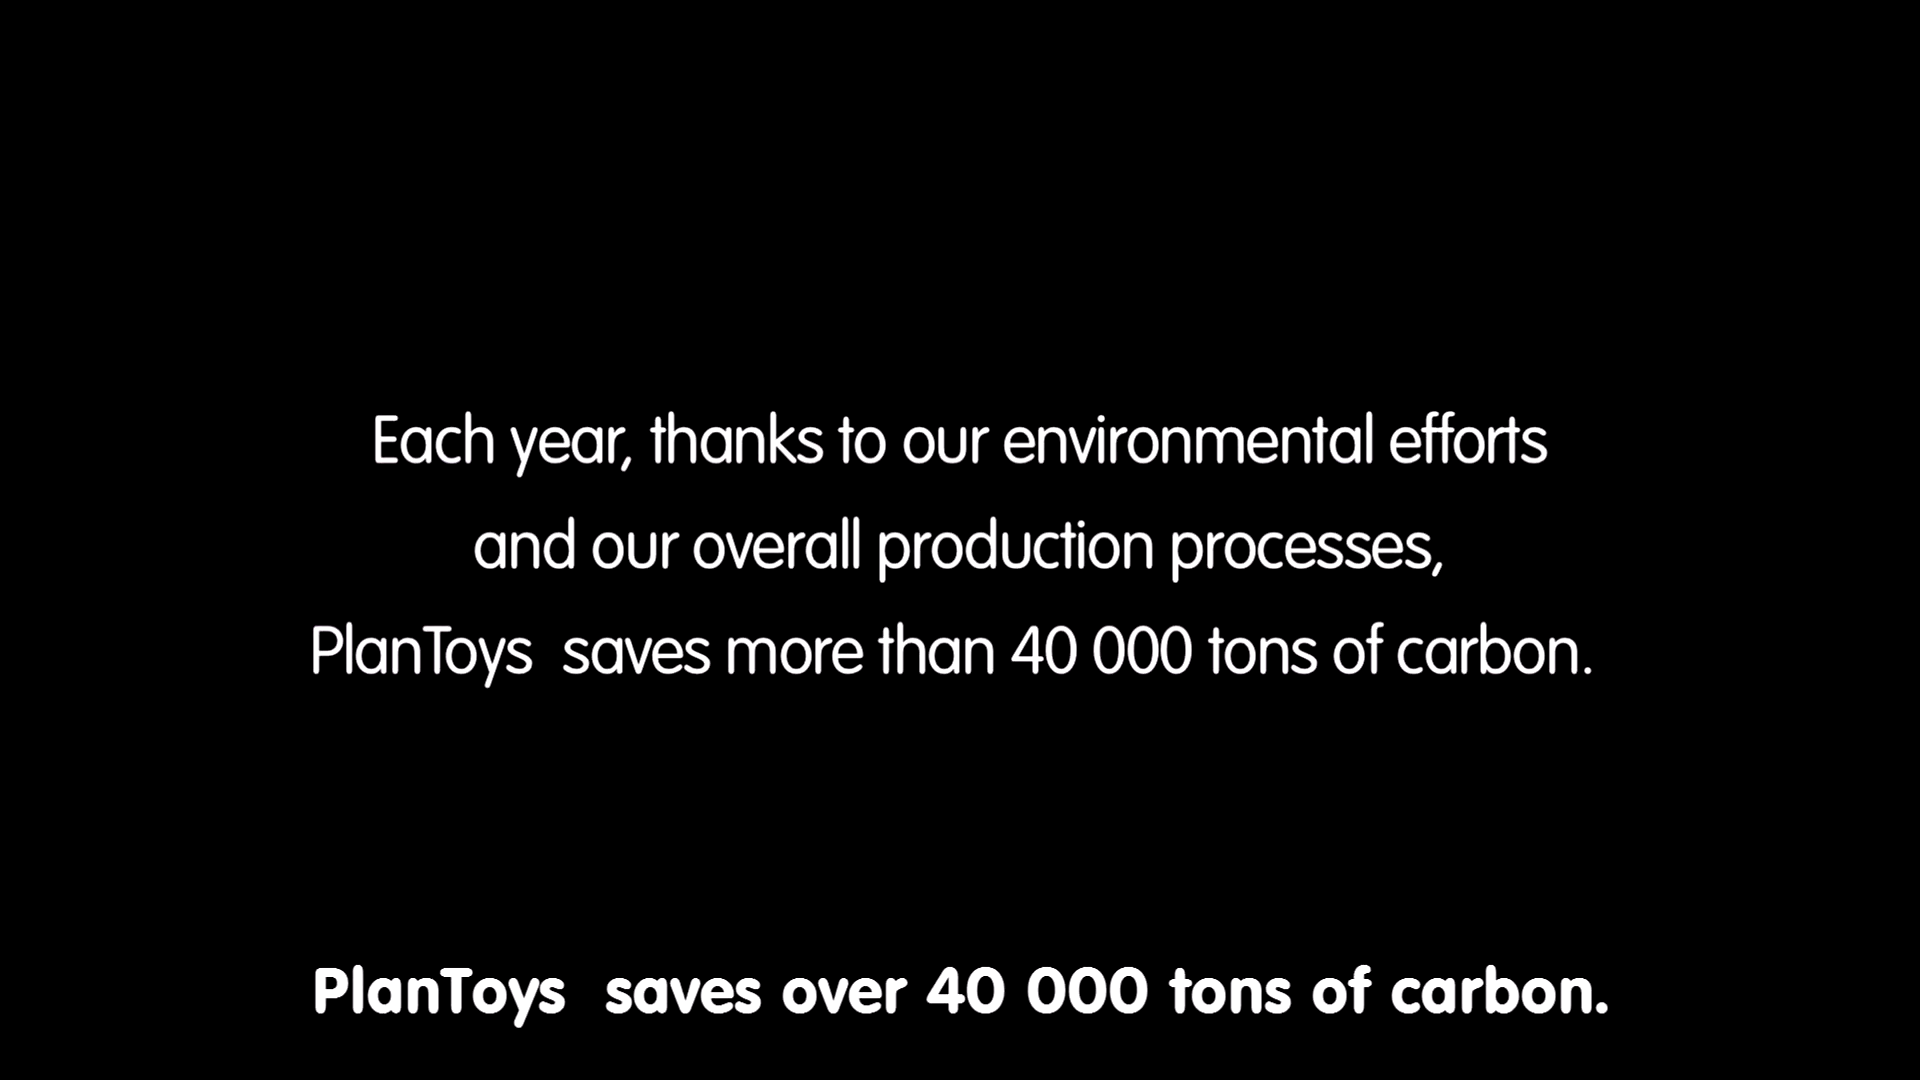 Each year, thanks to our environmental efforts
and our overall production processes,
PlanToys  saves more than 40 000 tons of carbon.
PlanToys  saves over 40 000 tons of carbon.